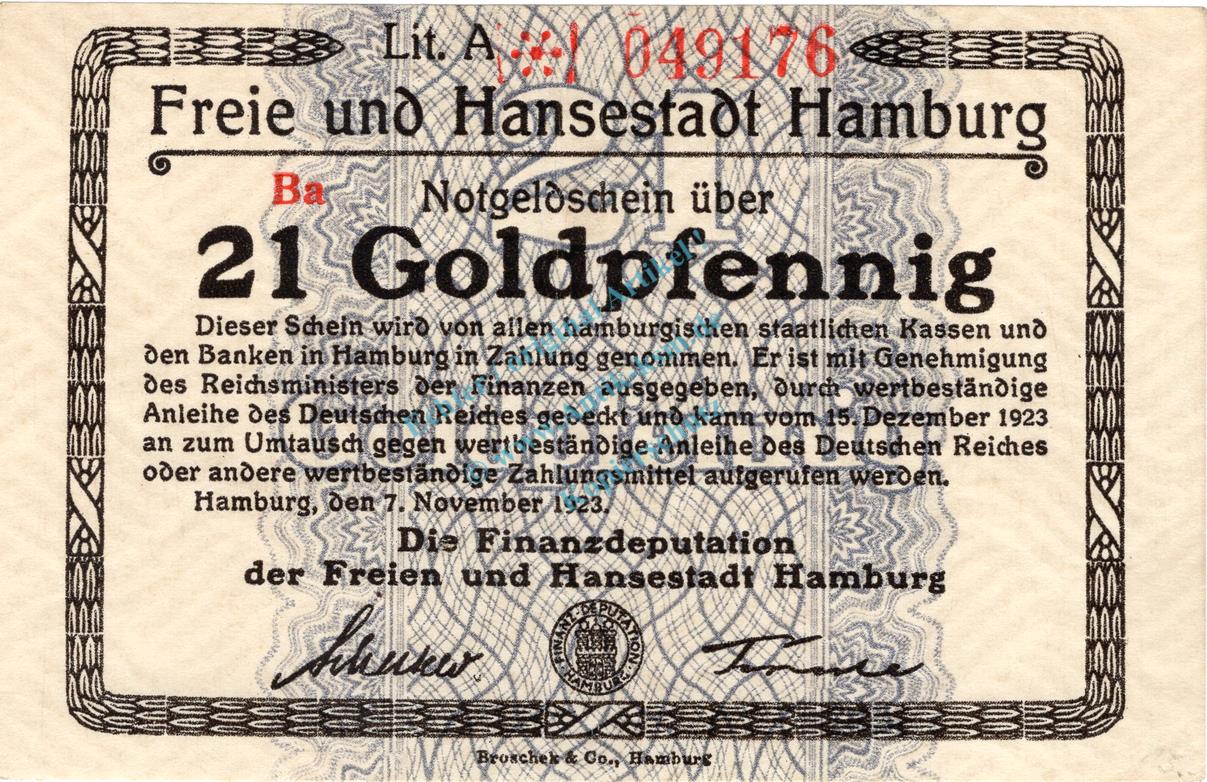 Lit. A 049176
Freie und Hansestadt Hamburg
Ba Notgeldschein über
21 Goldpfennig
Dieser Schein wird von allen hamburgischen staatlichen Kassen und
den Banken in Hamburg in Zahlung genommen. Er ist mit Genehmigung
des Reichsministers der Finanzen ausgegeben, durch wertbeständige
Anleihe des Deutschen Reiches gedeckt und kann vom 15. Dezember 1923
an zum Umtausch gegen wertbeständige Anleihe des Deutschen Reiches
oder andere wertbeständige Zahlungsmittel aufgerufen werden.
Hamburg, den 7. November 1923.
Die Finanzdeputation
der Freien und Hansestadt Hamburg
FINANZ-DEPUTATION
HAMBURG
Broschek & Co., Hamburg